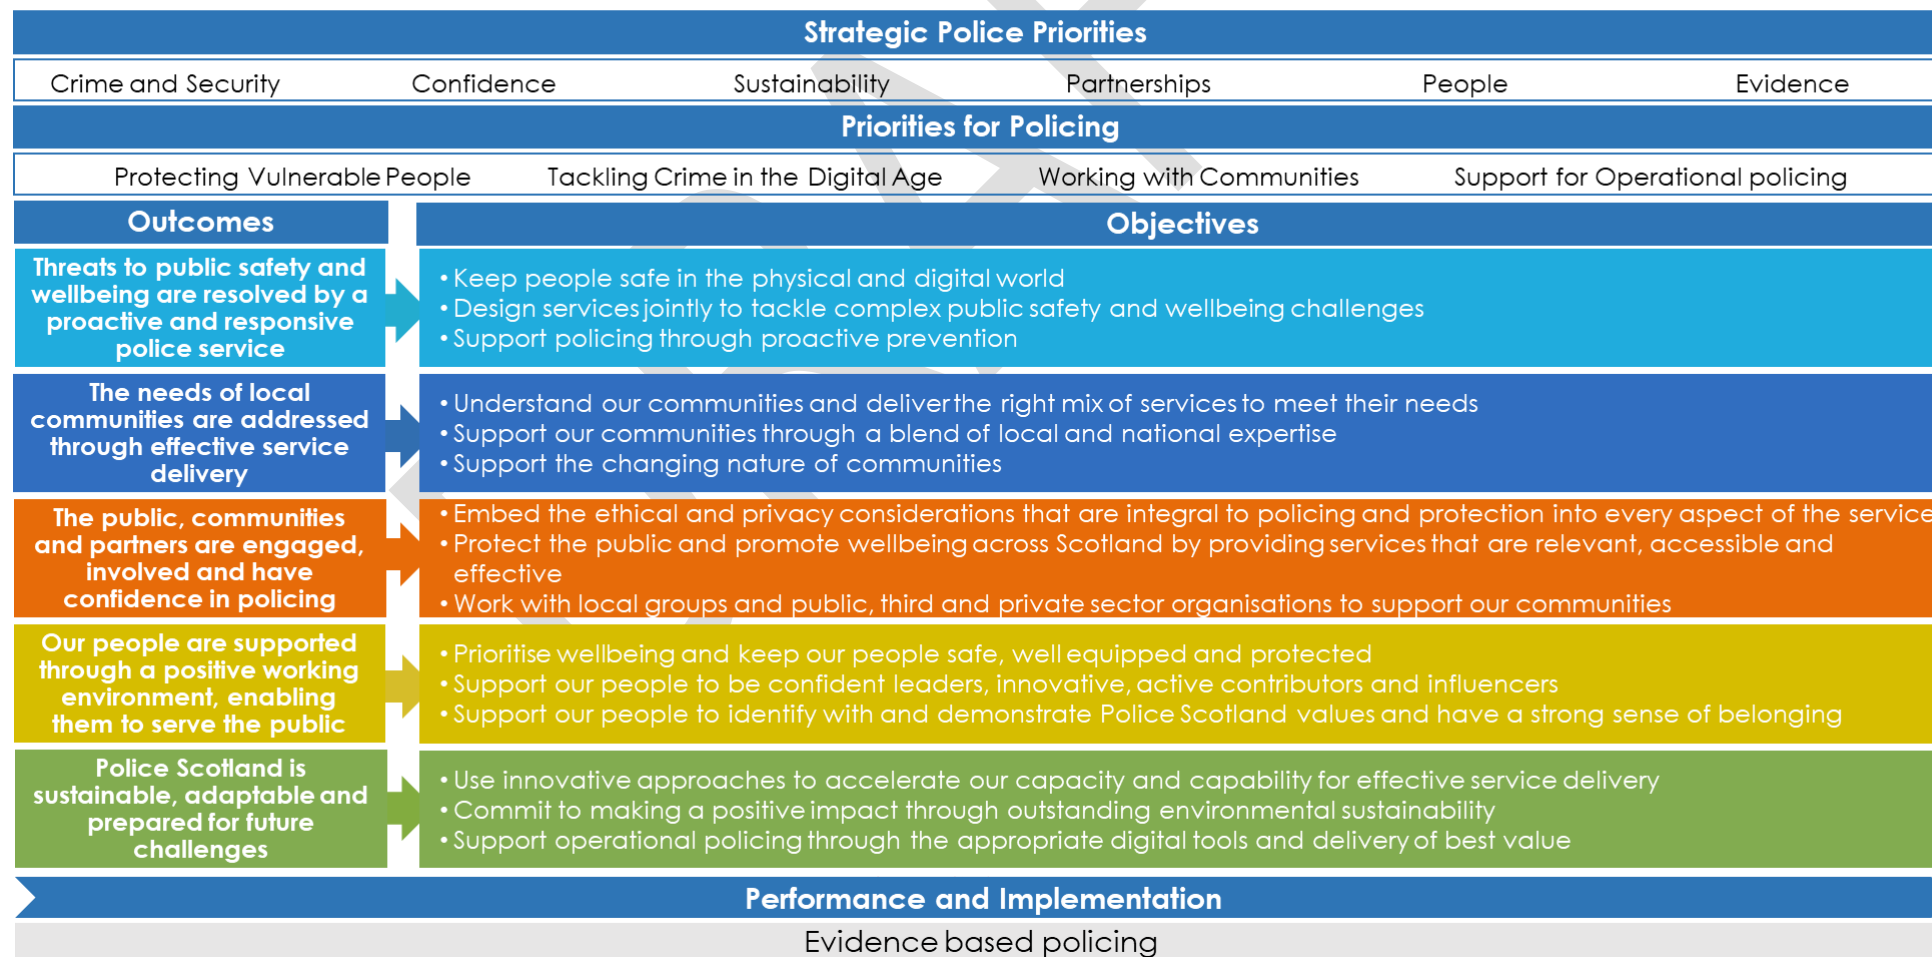 Strategic Police Priorities
Crime and Security Confidence Sustainability Partnerships People Evidence
Priorities for Policing
Protecting Vulnerable People Tackling Crime in the Digital Age Working with Communities Support for Operational policing
Outcomes
Objectives
Threats to public safety and
wellbeing are resolved by a
proactive and responsive
police service
• Keep people safe in the physical and digital world
• Design services jointly to tackle complex public safety and wellbeing challenges
• Support policing through proactive prevention
The needs of local
communities are addressed
through effective service
delivery
• Understand our communities and deliver the right mix of services to meet their needs
• Support our communities through a blend of local and national expertise
• Support the changing nature of communities
The public, communities
and partners are engaged,
involved and have
confidence in policing
• Embed the ethical and privacy considerations that are integral to policing and protection into every aspect of the service
• Protect the public and promote wellbeing across Scotland by providing services that are relevant, accessible and
effective
• Work with local groups and public, third and private sector organisations to support our communities
Our people are supported
through a positive working
environment, enabling
them to serve the public
• Prioritise wellbeing and keep our people safe, well equipped and protected
• Support our people to be confident leaders, innovative, active contributors and influencers
• Support our people to identify with and demonstrate Police Scotland values and have a strong sense of belonging
Police Scotland is
sustainable, adaptable and
prepared for future
challenges
• Use innovative approaches to accelerate our capacity and capability for effective service delivery
• Commit to making a positive impact through outstanding environmental sustainability
• Support operational policing through the appropriate digital tools and delivery of best value
Performance and Implementation
Evidence based policing